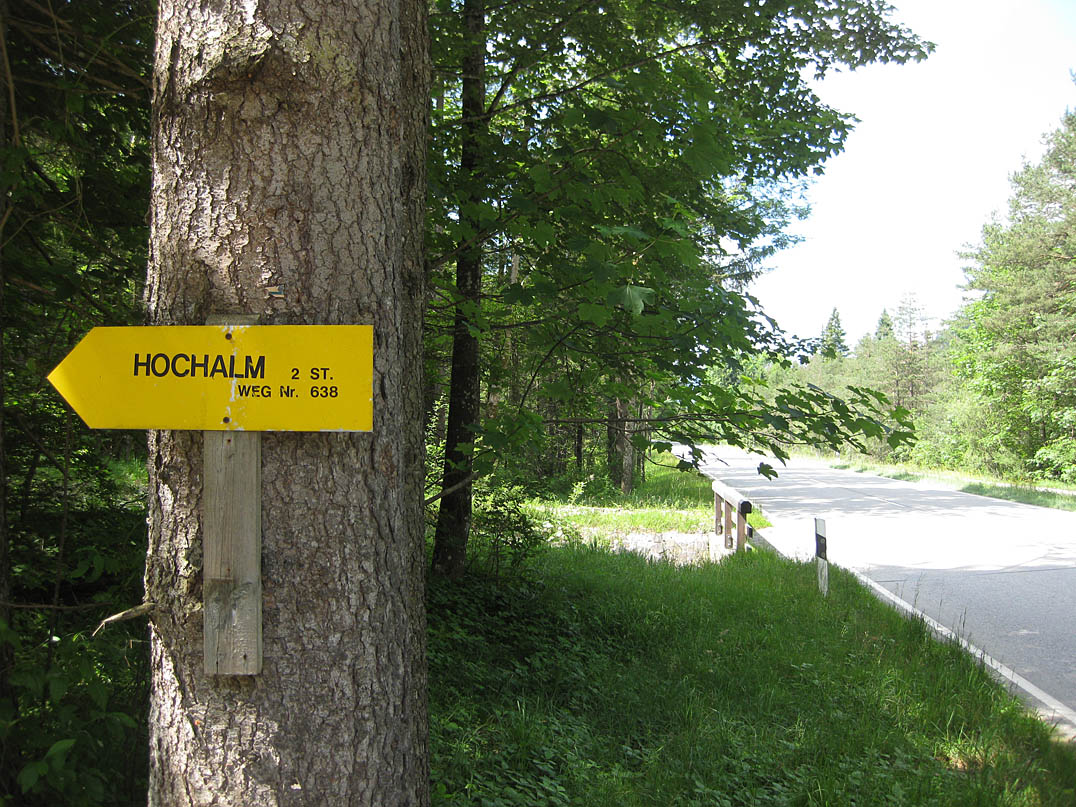 HOCHALM 2 ST.
WEG Nr. 638